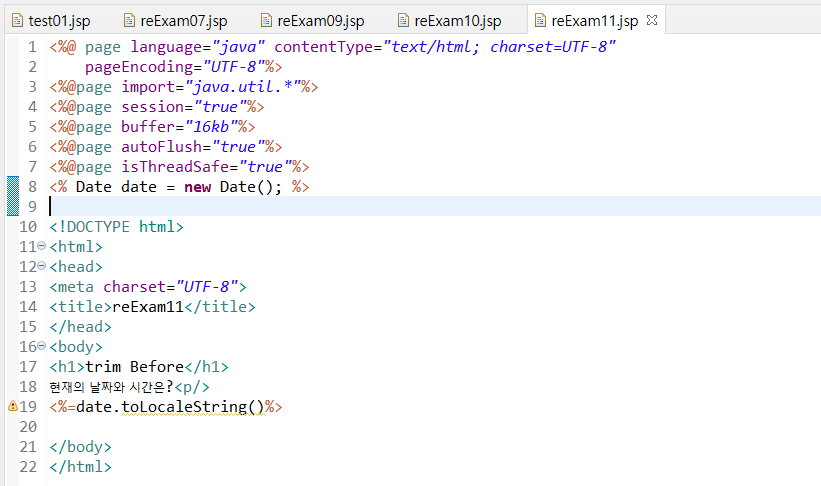 test01.jsp reExam07.jsp reExam09.jsp reExam10.jsp reExam11.jsp
1 <%@ page language="java" contentType="text/html; charset=UTF-8"
2     pageEncoding="UTF-8"%>
3 <%@page import="java.util.*"%>
4 <%@page session="true"%>
5 <%@page buffer="16kb"%>
6 <%@page autoFlush="true"%>
7 <%@page isThreadSafe="true"%>
8 <% Date date = new Date(); %>
9
10 <!DOCTYPE html>
11 <html>
12 <head>
13 <meta charset="UTF-8">
14 <title>reExam11</title>
15 </head>
16 <body>
17 <h1>trim Before</h1>
18 현재의 날짜와 시간은?<p/>
19 <%=date.toLocaleString()%>
20
21 </body>
22 </html>